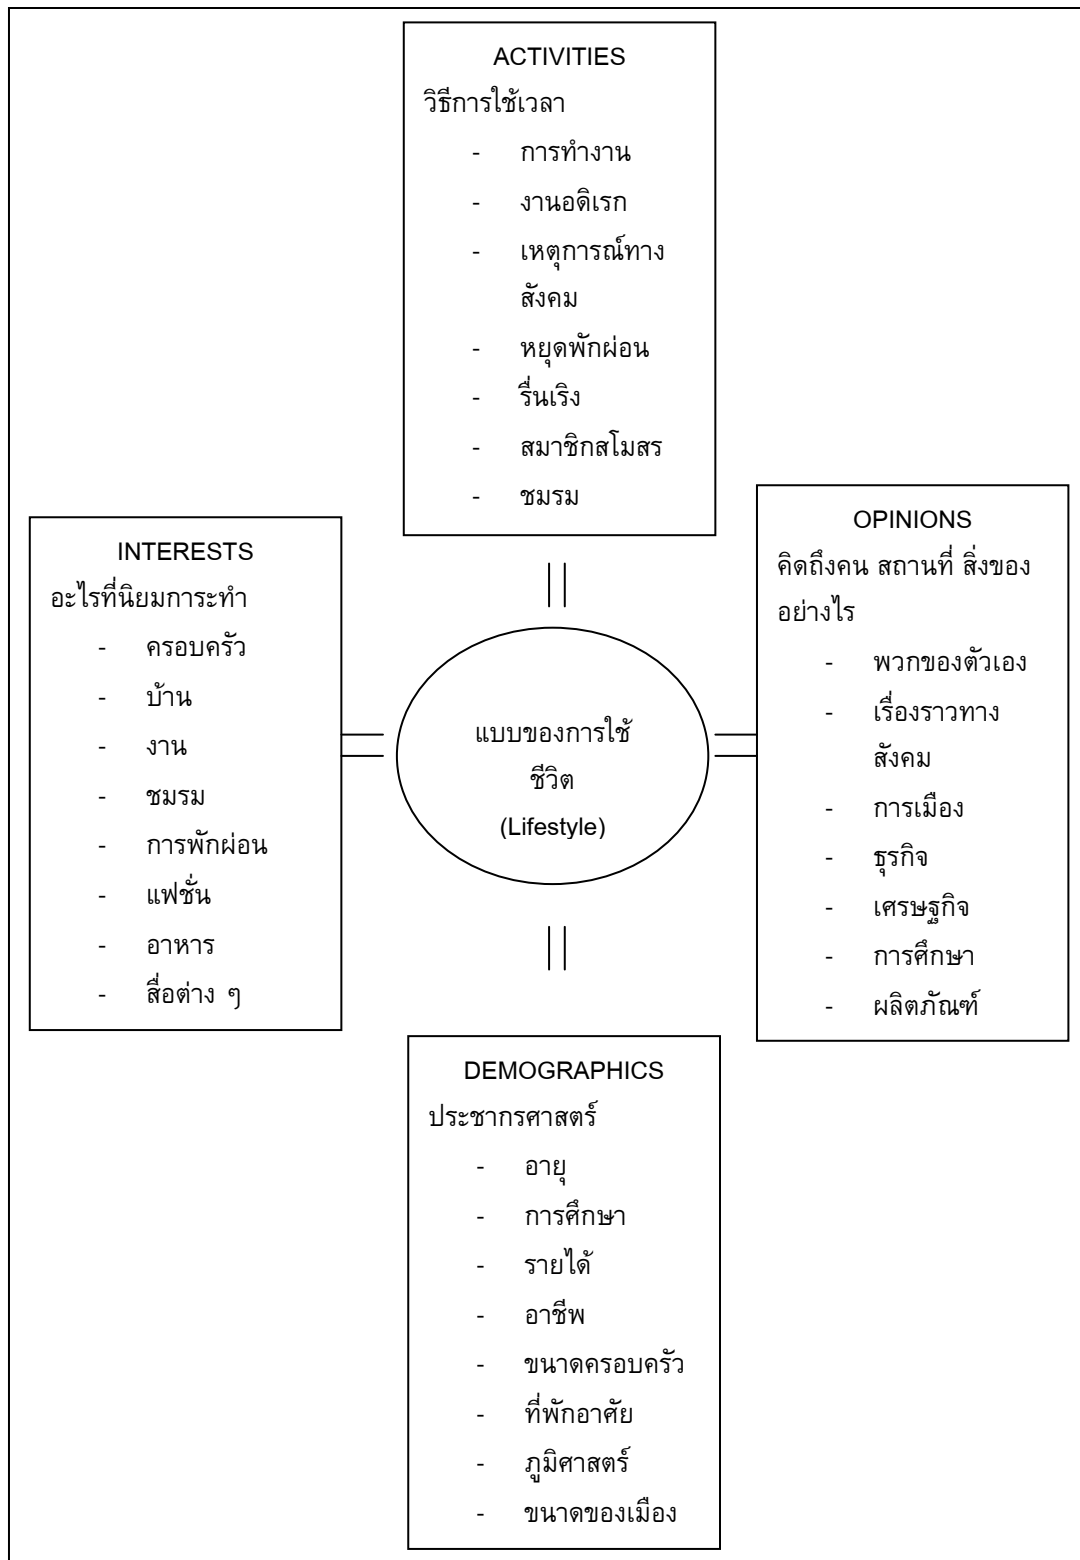 ACTIVITIES
วิธีการใช้เวลา
- การทำงาน
- งานอดิเรก
- เหตุการณ์ทาง
สังคม
- หยุดพักผ่อน
- รื่นเริง
- สมาชิกสโมสร
- ชมรม
INTERESTS
อะไรที่นิยมการะทำ
- ครอบครัว
- บ้าน
- งาน
- ชมรม
- การพักผ่อน
- แฟชั่น
- อาหาร
- สื่อต่าง ๆ
แบบของการใช้
ชีวิต
(Lifestyle)
OPINIONS
คิดถึงคน สถานที่ สิ่งของ
อย่างไร
- พวกของตัวเอง
- เรื่องราวทาง
สังคม
- การเมือง
- ธุรกิจ
- เศรษฐกิจ
- การศึกษา
- ผลิตภัณฑ์
DEMOGRAPHICS
ประชากรศาสตร์
- อายุ
- การศึกษา
- รายได้
- อาชีพ
- ขนาดครอบครัว
- ที่พักอาศัย
- ภูมิศาสตร์
- ขนาดของเมือง